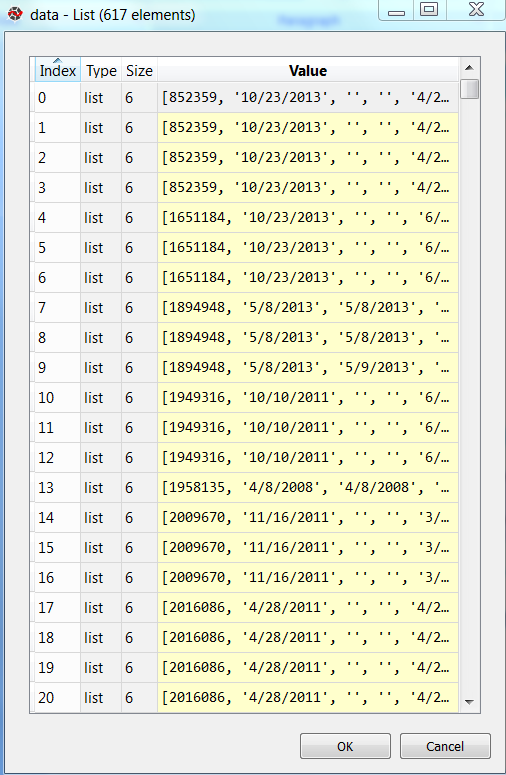 data - List (617 elements)
Index Type Size Value
0 list 6 [852359, '10/23/2013', '', '', '4/2…
1 list 6 [852359, '10/23/2013', '', '', '4/2…
2 list 6 [852359, '10/23/2013', '', '', '4/2…
3 list 6 [852359, '10/23/2013', '', '', '4/2…
4 list 6 [1651184, '10/23/2013', '', '', '6/…
5 list 6 [1651184, '10/23/2013', '', '', '6/…
6 list 6 [1651184, '10/23/2013', '', '', '6/…
7 list 6 [1894948, '5/8/2013', '5/8/2013', '…
8 list 6 [1894948, '5/8/2013', '5/8/2013', '…
9 list 6 [1894948, '5/8/2013', '5/9/2013', '…
10 list 6 [1949316, '10/10/2011', '', '', '6/…
11 list 6 [1949316, '10/10/2011', '', '', '6/…
12 list 6 [1949316, '10/10/2011', '', '', '6/…
13 list 6 [1958135, '4/8/2008', '4/8/2008', '…
14 list 6 [2009670, '11/16/2011', '', '', '3/…
15 list 6 [2009670, '11/16/2011', '', '', '3/…
16 list 6 [2009670, '11/16/2011', '', '', '3/…
17 list 6 [2016086, '4/28/2011', '', '', '4/2…
18 list 6 [2016086, '4/28/2011', '', '', '4/2…
19 list 6 [2016086, '4/28/2011', '', '', '4/2…
20 list 6 [2016086, '4/28/2011', '', '', '4/2…
OK Cancel